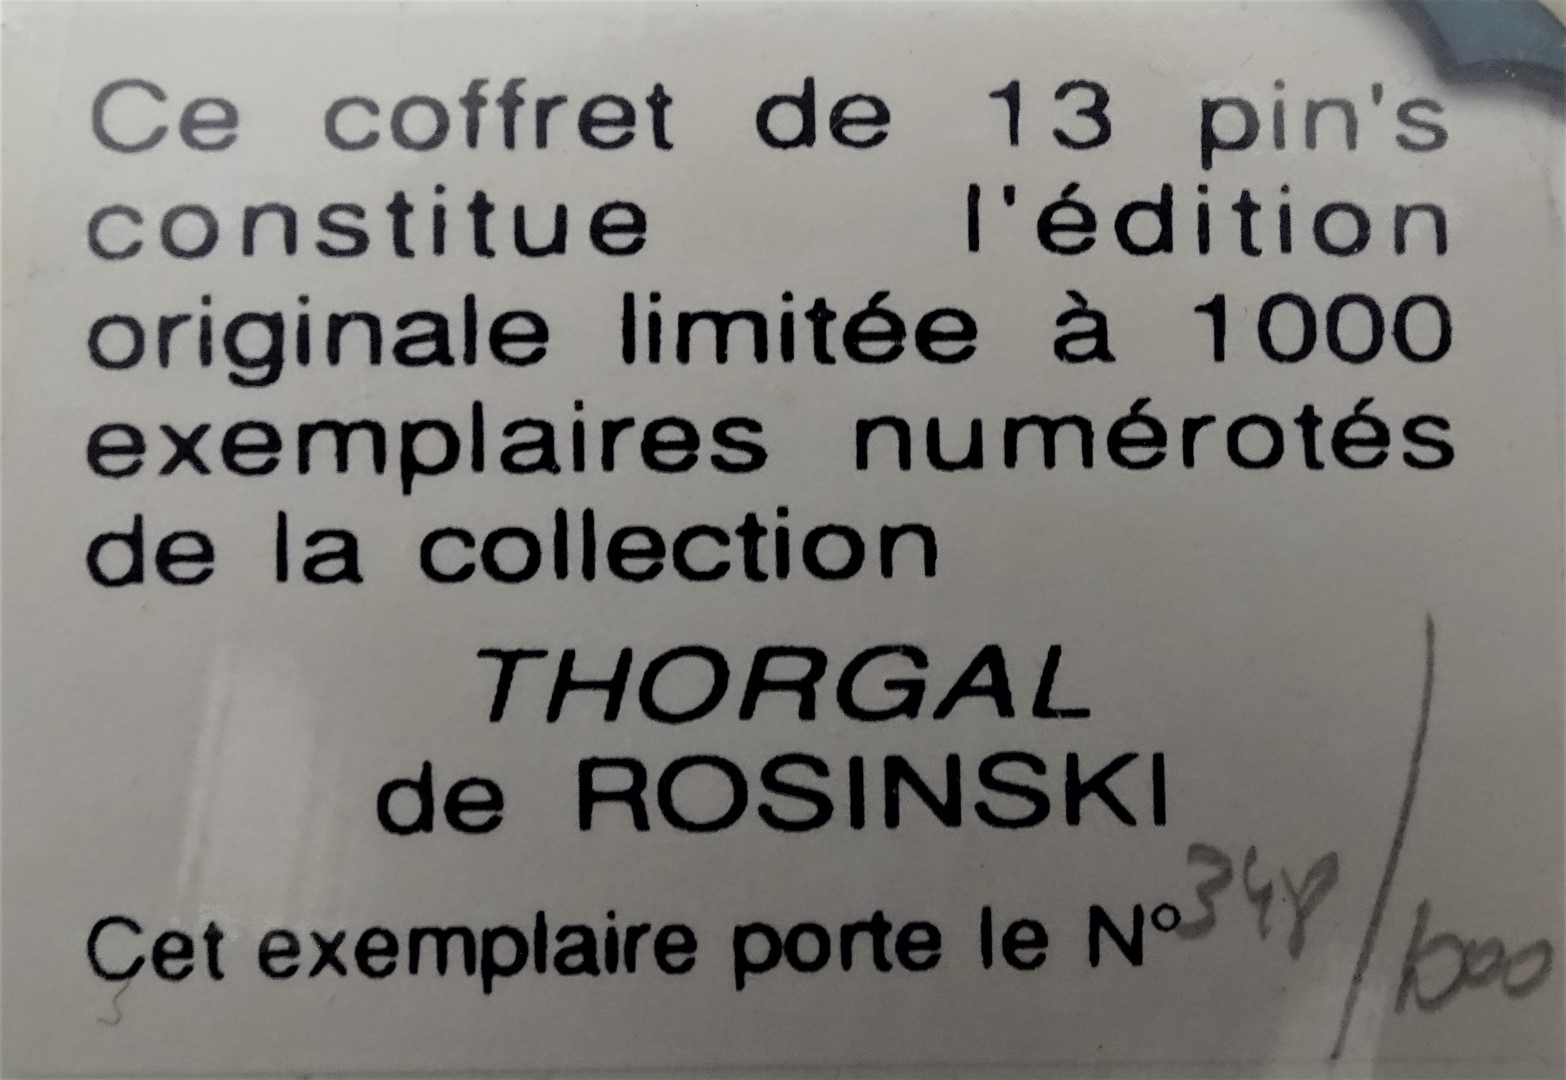 Ce coffret de 13 pin's
constitue l'édition
originale limitée à 1000
exemplaires numérotés
de la collection
THORGAL
de ROSINSKI
Cet exemplaire porte le N° 348/1000